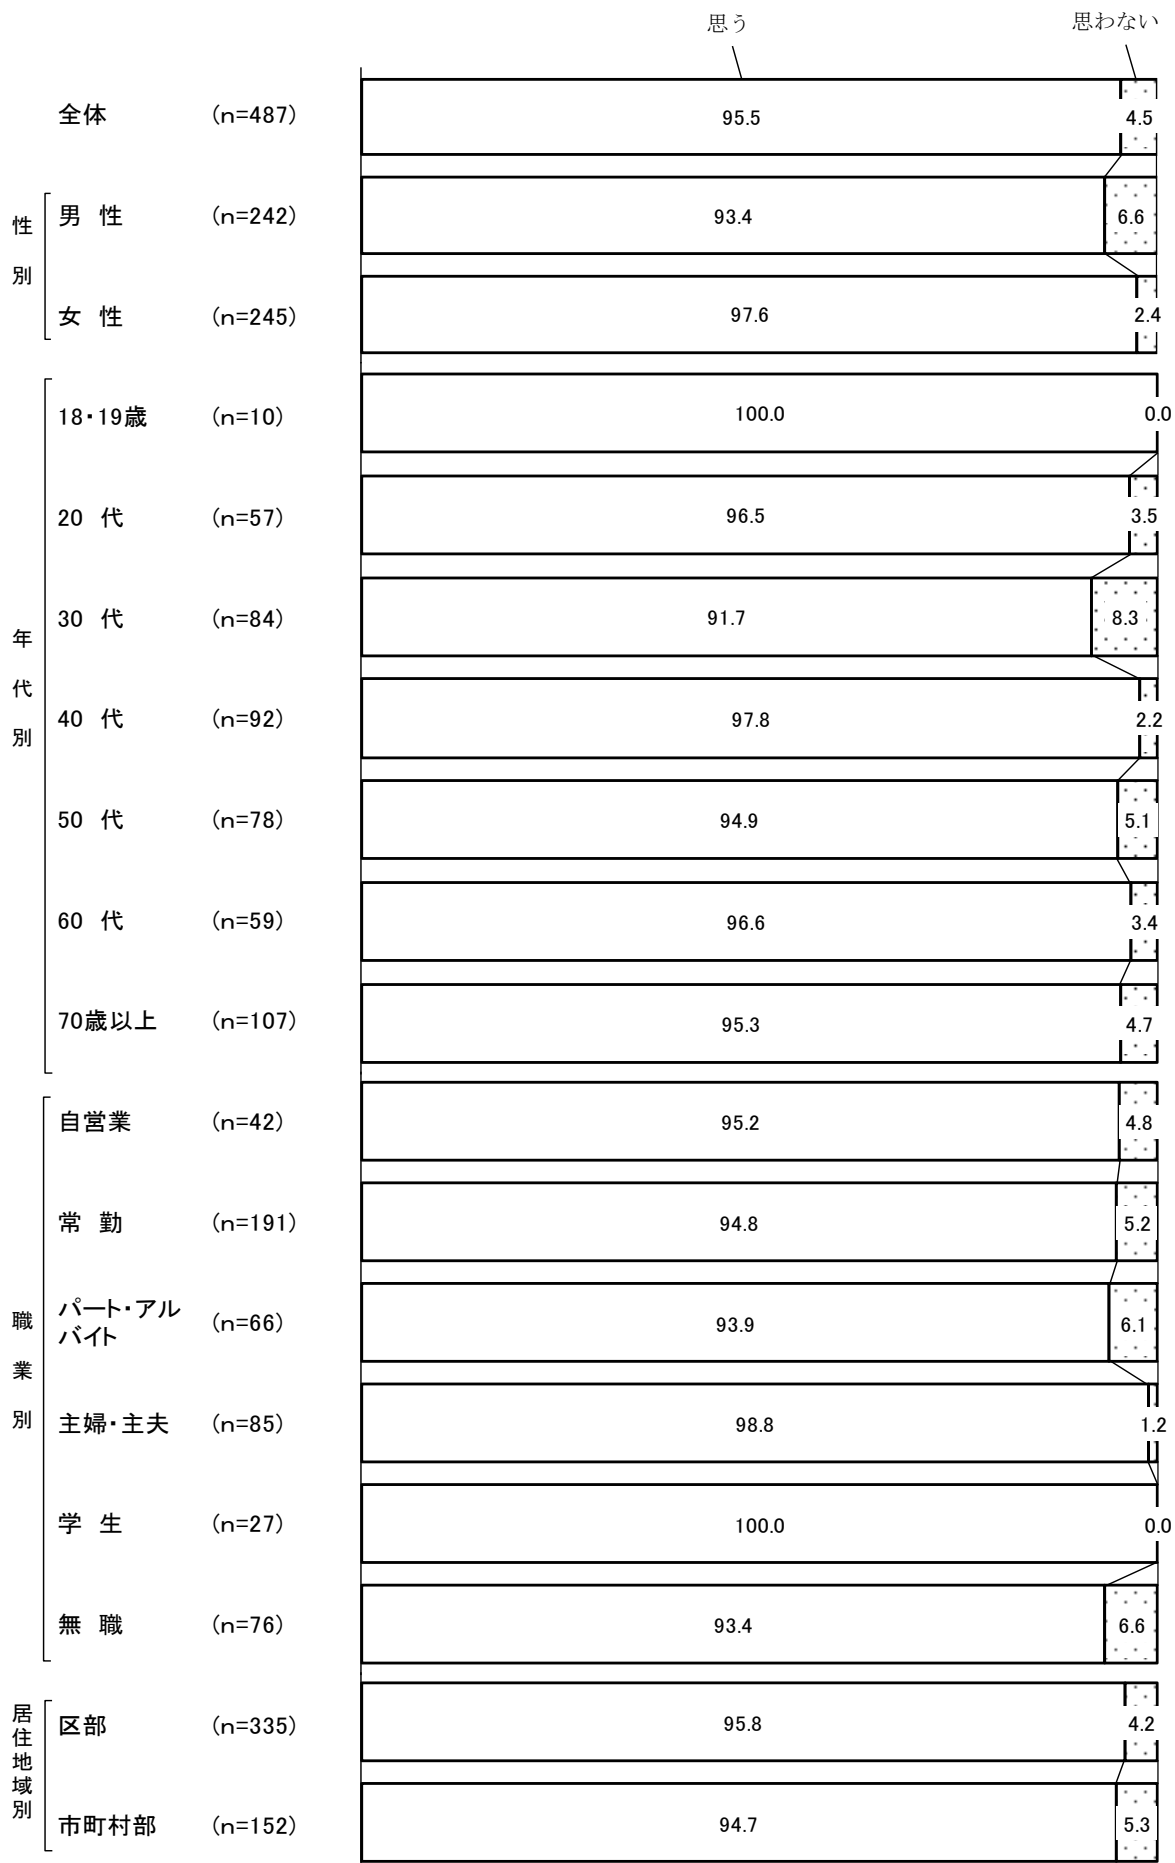 思う 思わない
全体 (n=487) 95.5 4.5
性別
男 性 (n=242) 93.4 6.6
女 性 (n=245) 97.6 2.4
年代別
18・19歳 (n=10) 100.0 0.0
20 代 (n=57) 96.5 3.5
30 代 (n=84) 91.7 8.3
40 代 (n=92) 97.8 2.2
50 代 (n=78) 94.9 5.1
60 代 (n=59) 96.6 3.4
70歳以上 (n=107) 95.3 4.7
職業別
自営業 (n=42) 95.2 4.8
常 勤 (n=191) 94.8 5.2
パート・アル
バイト (n=66) 93.9 6.1
主婦・主夫 (n=85) 98.8 1.2
学 生 (n=27) 100.0 0.0
無 職 (n=76) 93.4 6.6
居住地域別
区部 (n=335) 95.8 4.2
市町村部 (n=152) 94.7 5.3